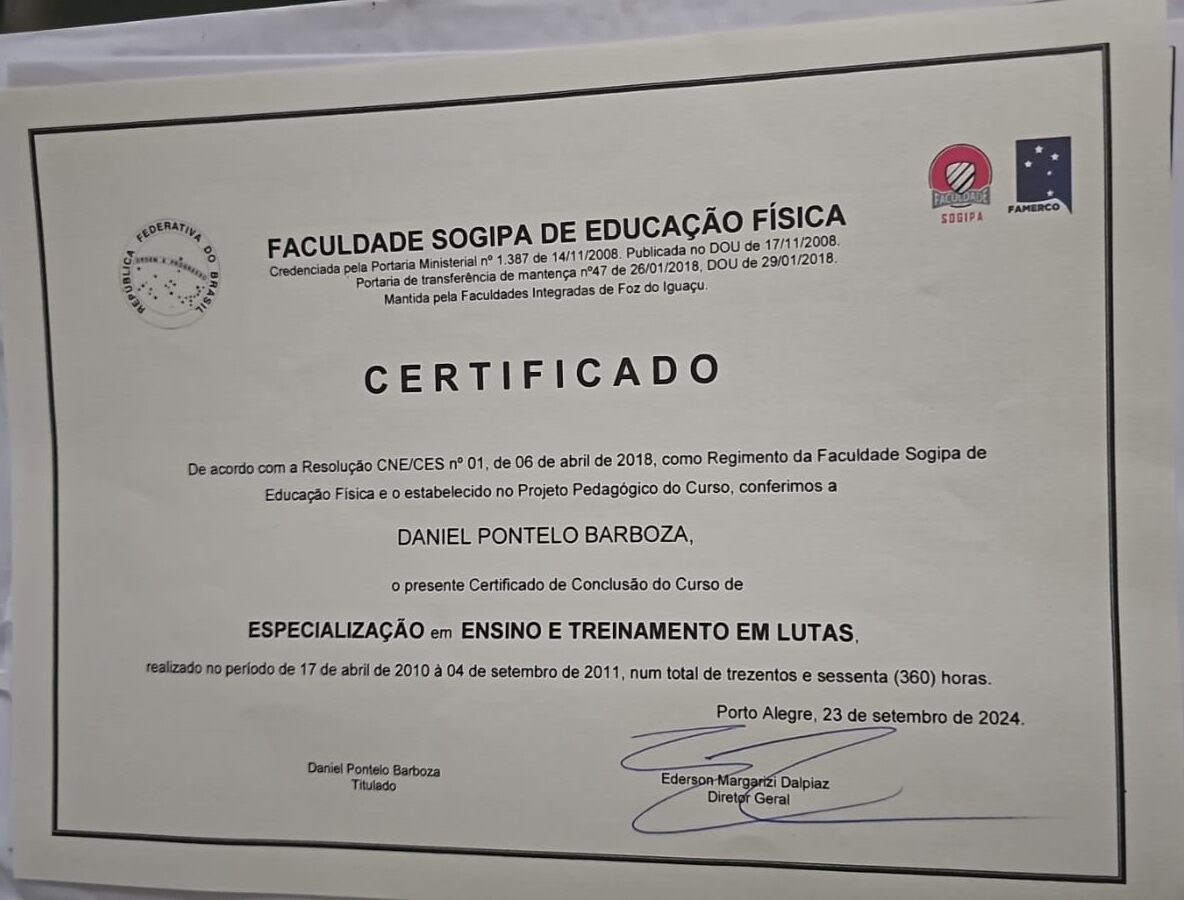 REPÚBLICA FEDERATIVA DO BRASIL
ORDEM E PROGRESSO
FACULDADE
SOGIPA
FAMERCO
FACULDADE SOGIPA DE EDUCAÇÃO FÍSICA
Credenciada pela Portaria Ministerial nº 1.387 de 14/11/2008. Publicada no DOU de 17/11/2008.
Portaria de transferência de mantença nº47 de 26/01/2018, DOU de 29/01/2018.
Mantida pela Faculdades Integradas de Foz do Iguaçu.
CERTIFICADO
De acordo com a Resolução CNE/CES nº 01, de 06 de abril de 2018, como Regimento da Faculdade Sogipa de
Educação Física e o estabelecido no Projeto Pedagógico do Curso, conferimos a
DANIEL PONTELO BARBOZA,
o presente Certificado de Conclusão do Curso de
ESPECIALIZAÇÃO em ENSINO E TREINAMENTO EM LUTAS,
realizado no período de 17 de abril de 2010 à 04 de setembro de 2011, num total de trezentos e sessenta (360) horas.
Porto Alegre, 23 de setembro de 2024.
Daniel Pontelo Barboza
Titulado
Ederson Margarizi Dalpiaz
Diretor Geral